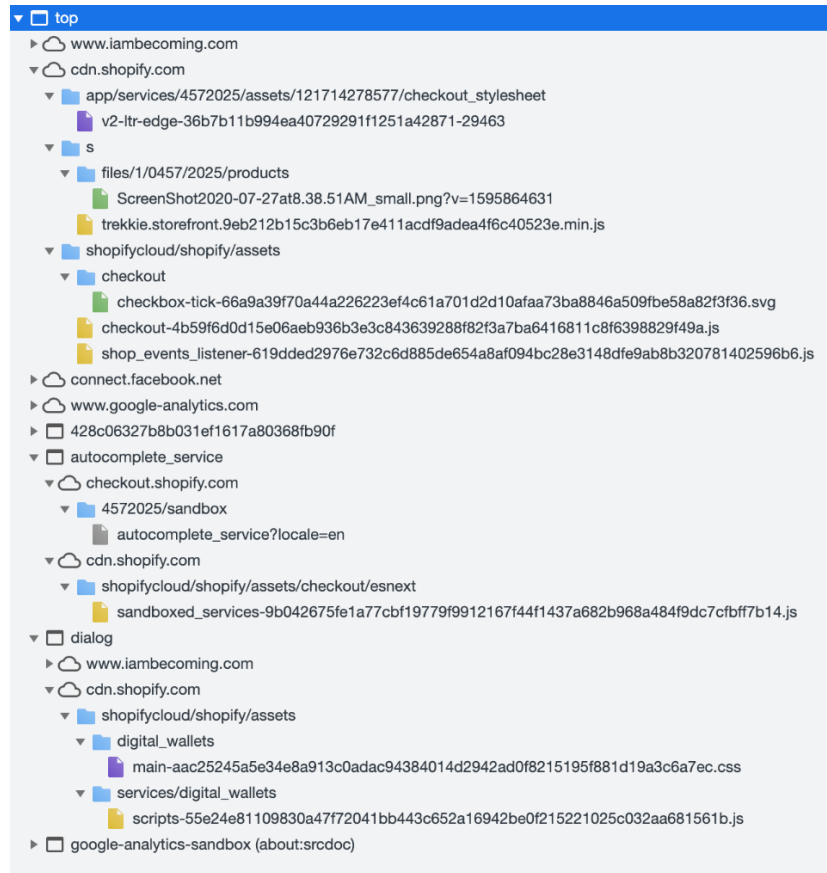 top
www.iambecoming.com
cdn.shopify.com
app/services/4572025/assets/121714278577/checkout_stylesheet
v2-ltr-edge-36b7b11b994ea40729291f1251a42871-29463
s
files/1/0457/2025/products
ScreenShot2020-07-27at8.38.51AM_small.png?v=1595864631
trekkie.storefront.9eb212b15c3b6eb17e411acdf9adea4f6c40523e.min.js
shopifycloud/shopify/assets
checkout
checkbox-tick-66a9a39f70a44a226223ef4c61a701d2d10afaa73ba8846a509fbe58a82f3f36.svg
checkout-4b59f6d0d15e06aeb936b3e3c843639288f82f3a7ba6416811c8f6398829f49a.js
shop_events_listener-619dded2976e732c6d885de654a8af094bc28e3148dfe9ab8b320781402596b6.js
connect.facebook.net
www.google-analytics.com
428c06327b8b031ef1617a80368fb90f
autocomplete_service
checkout.shopify.com
4572025/sandbox
autocomplete_service?locale=en
cdn.shopify.com
shopifycloud/shopify/assets/checkout/esnext
sandboxed_services-9b042675fe1a77cbf19779f9912167f44f1437a682b968a484f9dc7cfbff7b14.js
dialog
www.iambecoming.com
cdn.shopify.com
shopifycloud/shopify/assets
digital_wallets
main-aac25245a5e34e8a913c0adac94384014d2942ad0f8215195f881d19a3c6a7ec.css
services/digital_wallets
scripts-55e24e81109830a47f72041bb443c652a16942be0f215221025c032aa681561b.js
google-analytics-sandbox (about:srcdoc)